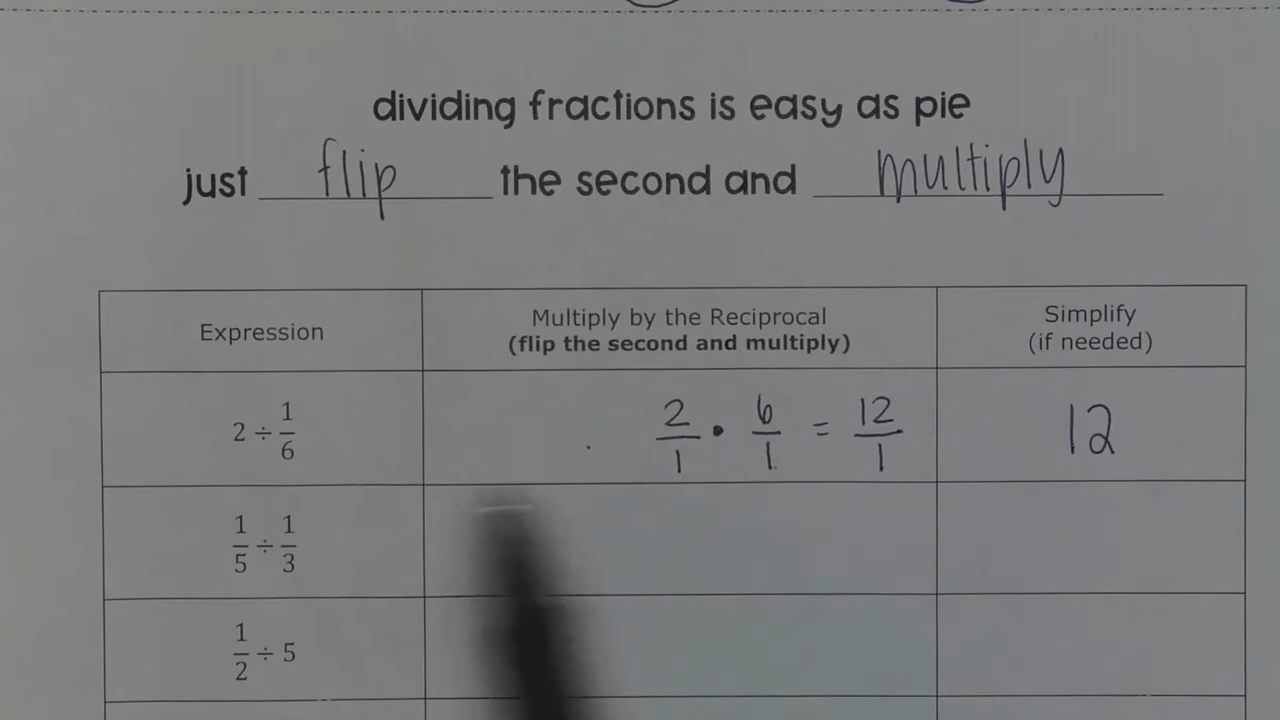 dividing fractions is easy as pie
just flip the second and multiply
Expression
Multiply by the Reciprocal
(flip the second and multiply)
Simplify
(if needed)
2 ÷ 1/6
2/1 • 6/1 = 12/1
12
1/5 ÷ 1/3
1/2 ÷ 5